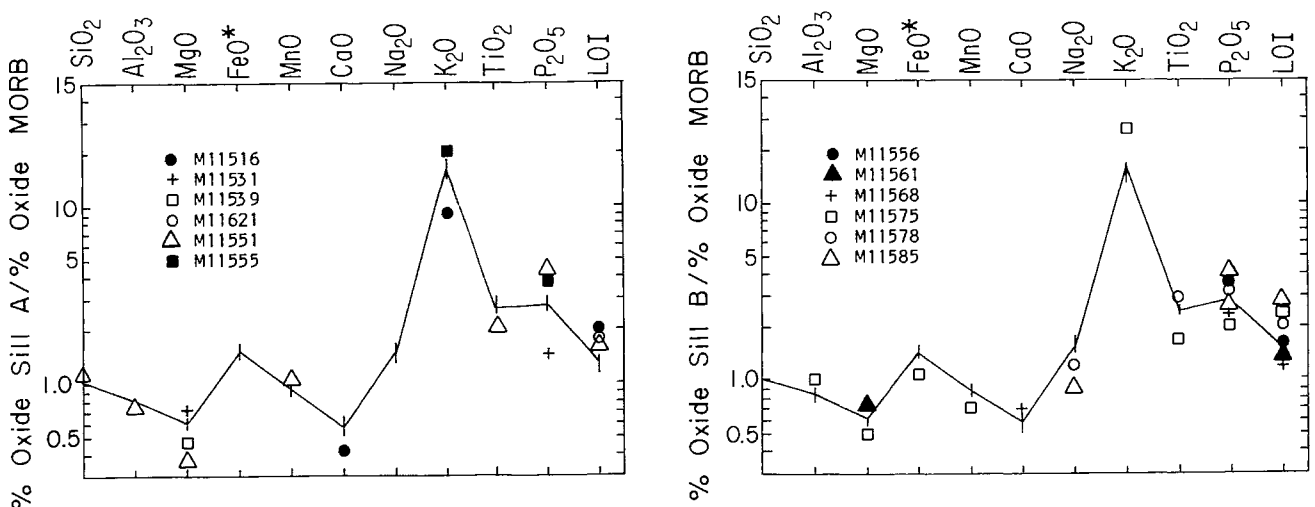 SiO2 Al2O3 MgO FeO* MnO CaO Na2O K2O TiO2 P2O5 LOI
% Oxide Sill A/% Oxide MORB
15
10
5
1.0
0.5
M11516
M11531
M11539
M11621
M11551
M11555
SiO2 Al2O3 MgO FeO* MnO CaO Na2O K2O TiO2 P2O5 LOI
% Oxide Sill B/% Oxide MORB
15
10
5
1.0
0.5
M11556
M11561
M11568
M11575
M11578
M11585